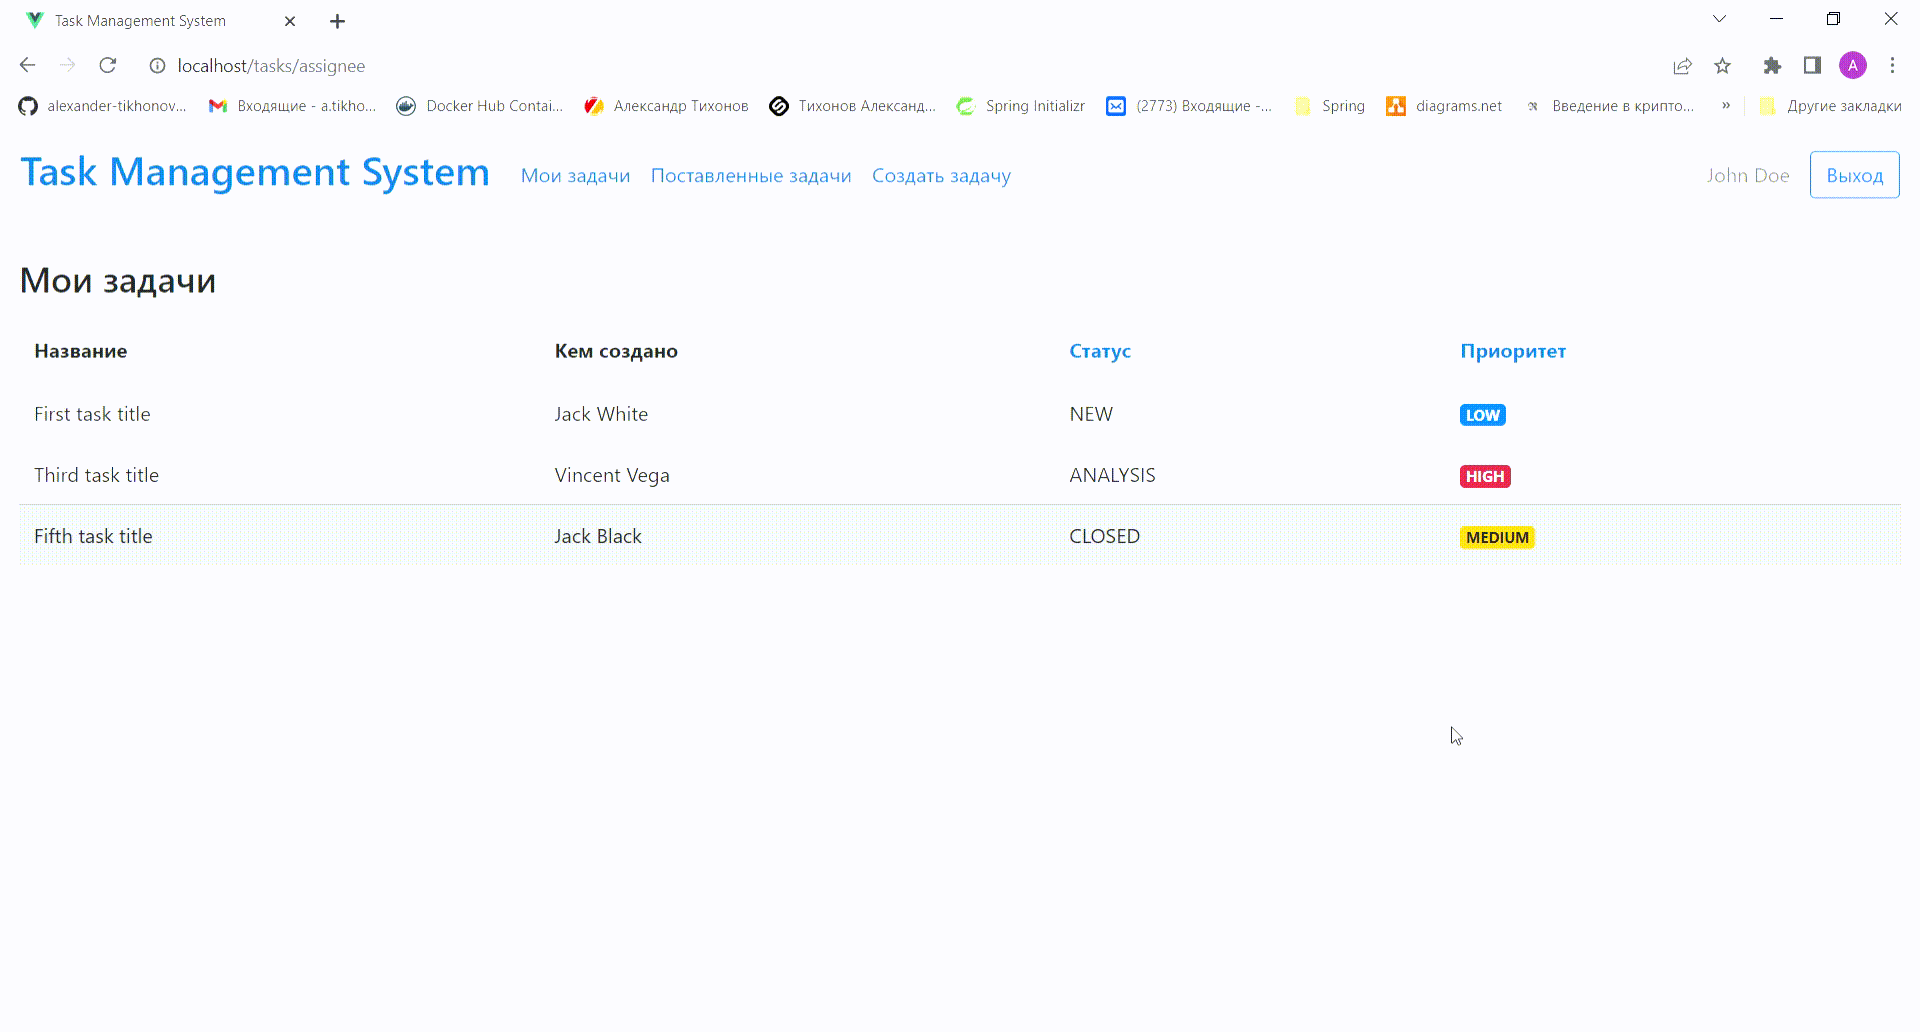 Task Management System
localhost/tasks/assignee
A
alexander-tikhonov... Входящие - a.tikho... Docker Hub Contai... Александр Тихонов Тихонов Александ... Spring Initializr (2773) Входящие -... Spring diagrams.net Введение в крипто... » Другие закладки
Task Management System Мои задачи Поставленные задачи Создать задачу John Doe Выход
Мои задачи
Название Кем создано Статус Приоритет
First task title Jack White NEW LOW
Third task title Vincent Vega ANALYSIS HIGH
Fifth task title Jack Black CLOSED MEDIUM